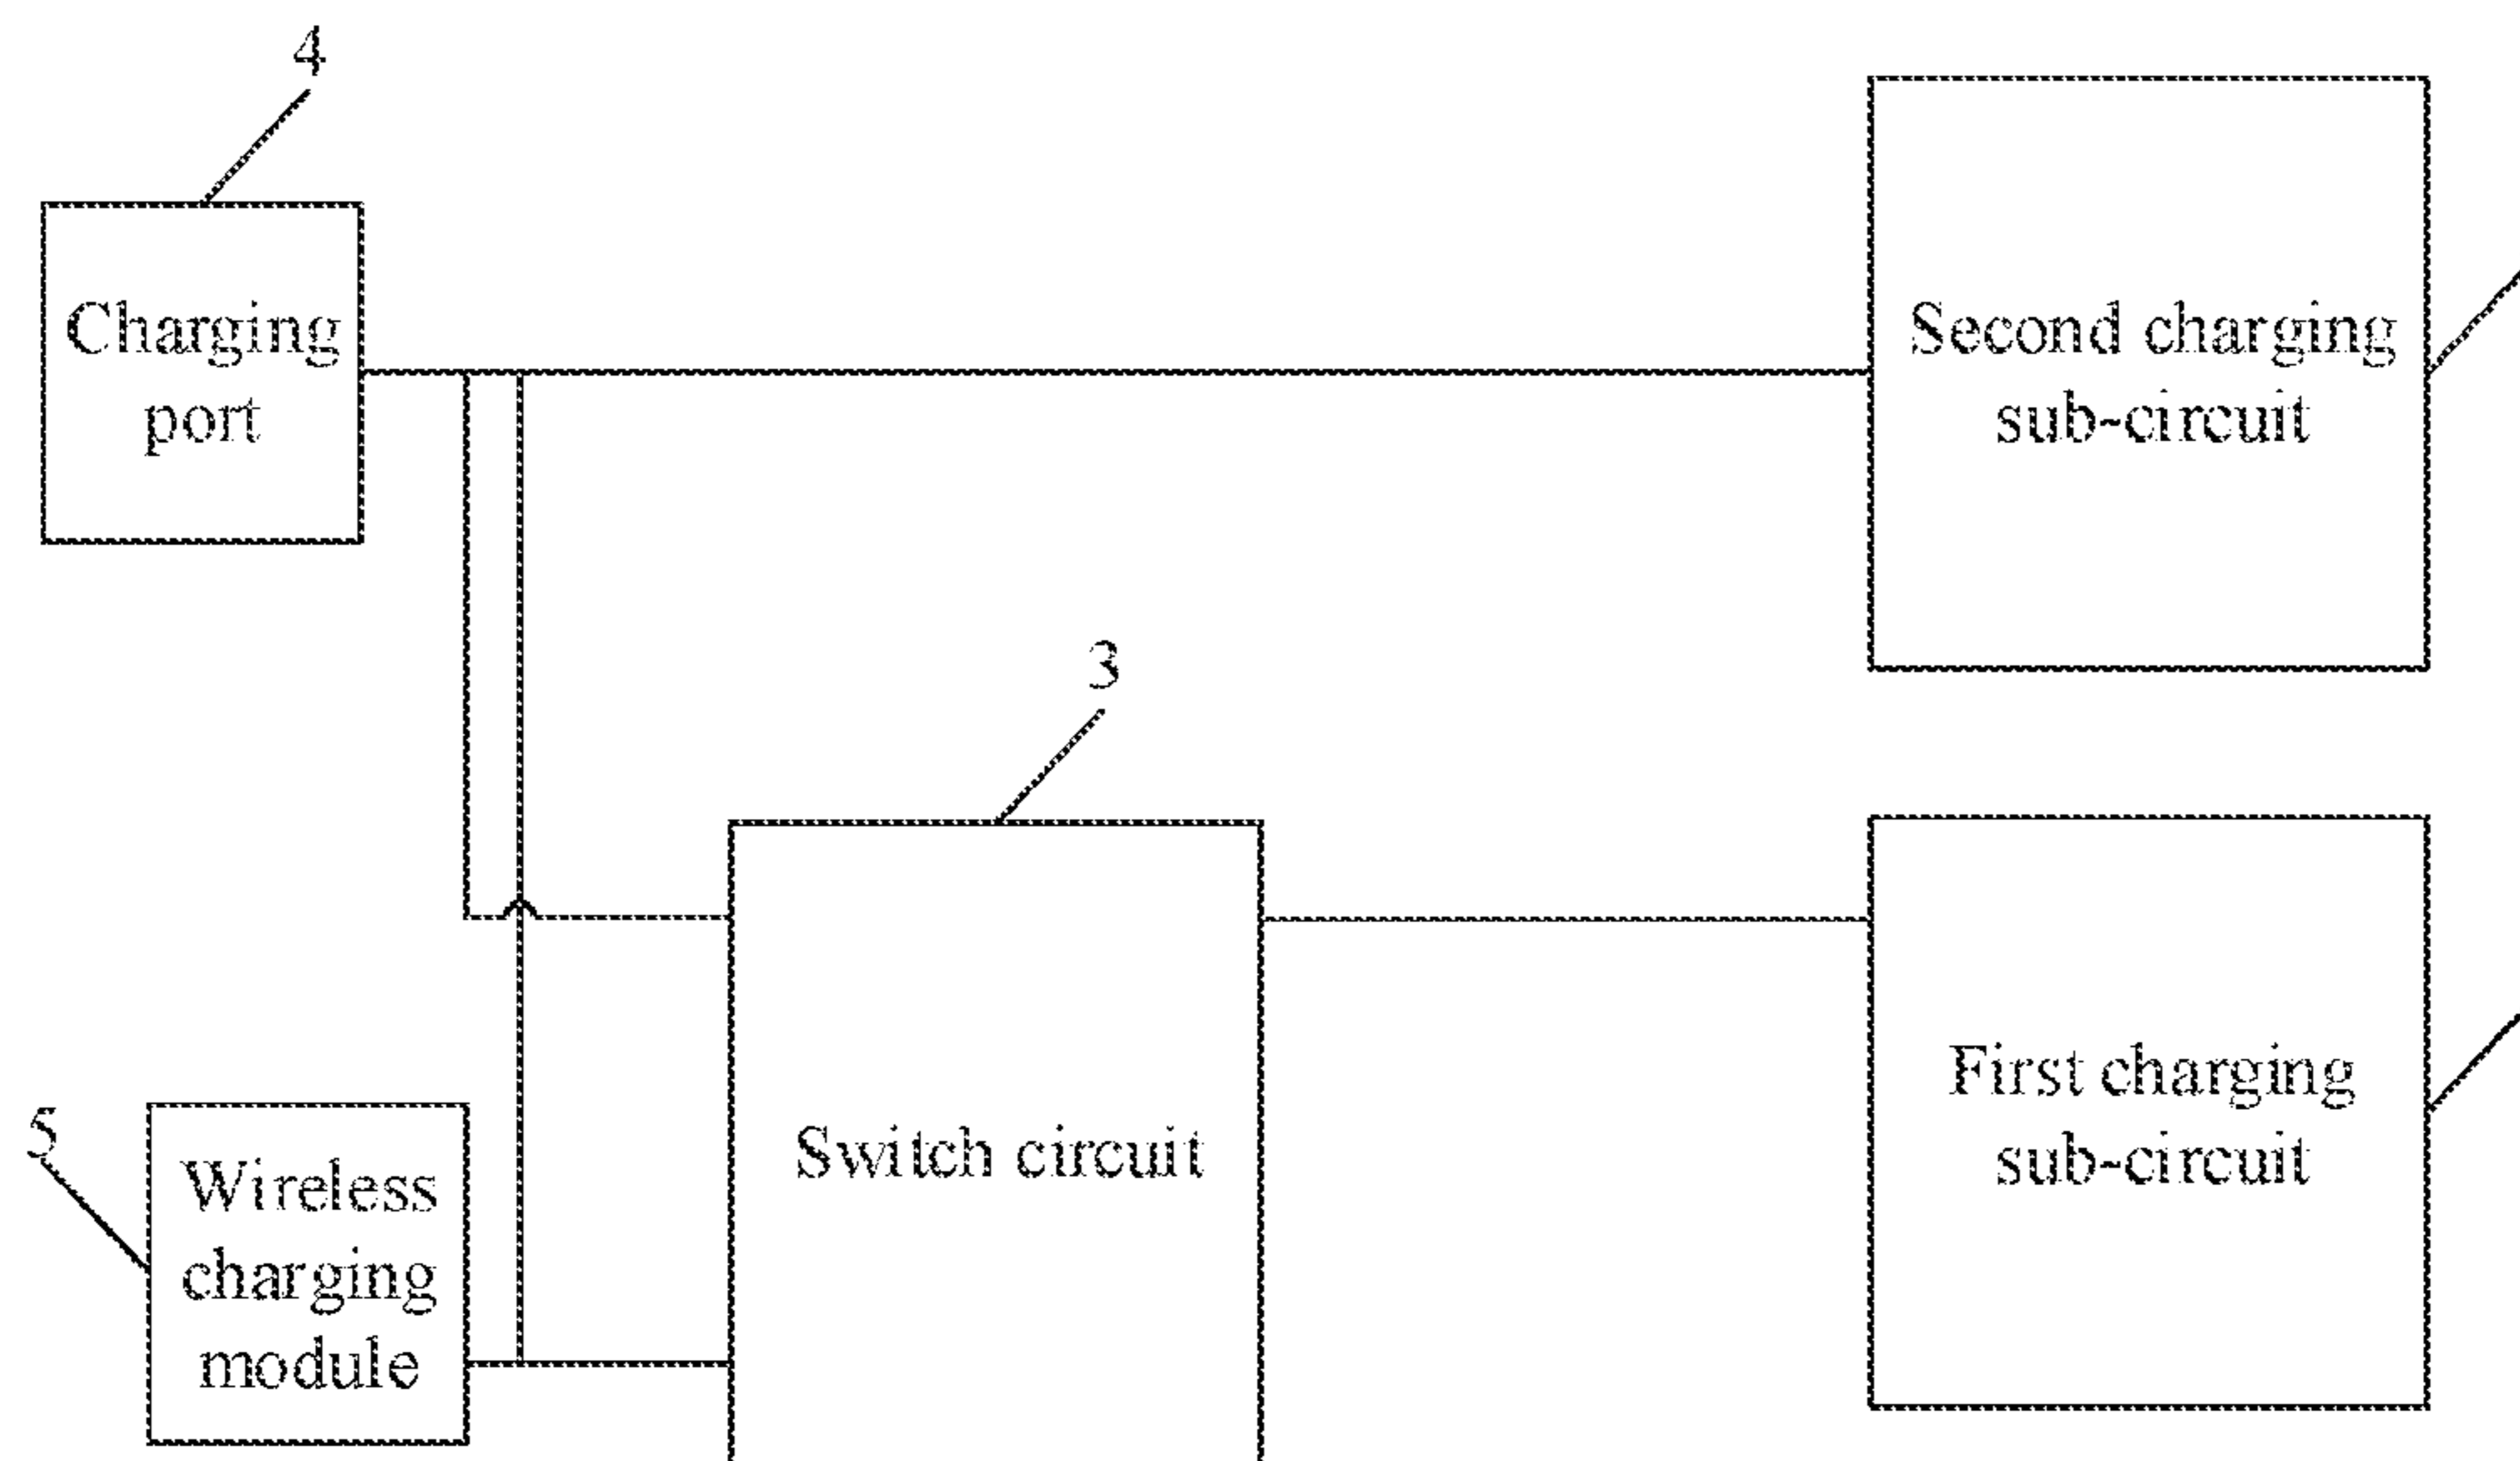 4
Charging
port
Second charging
sub-circuit
3
Switch circuit
First charging
sub-circuit
5
Wireless
charging
module